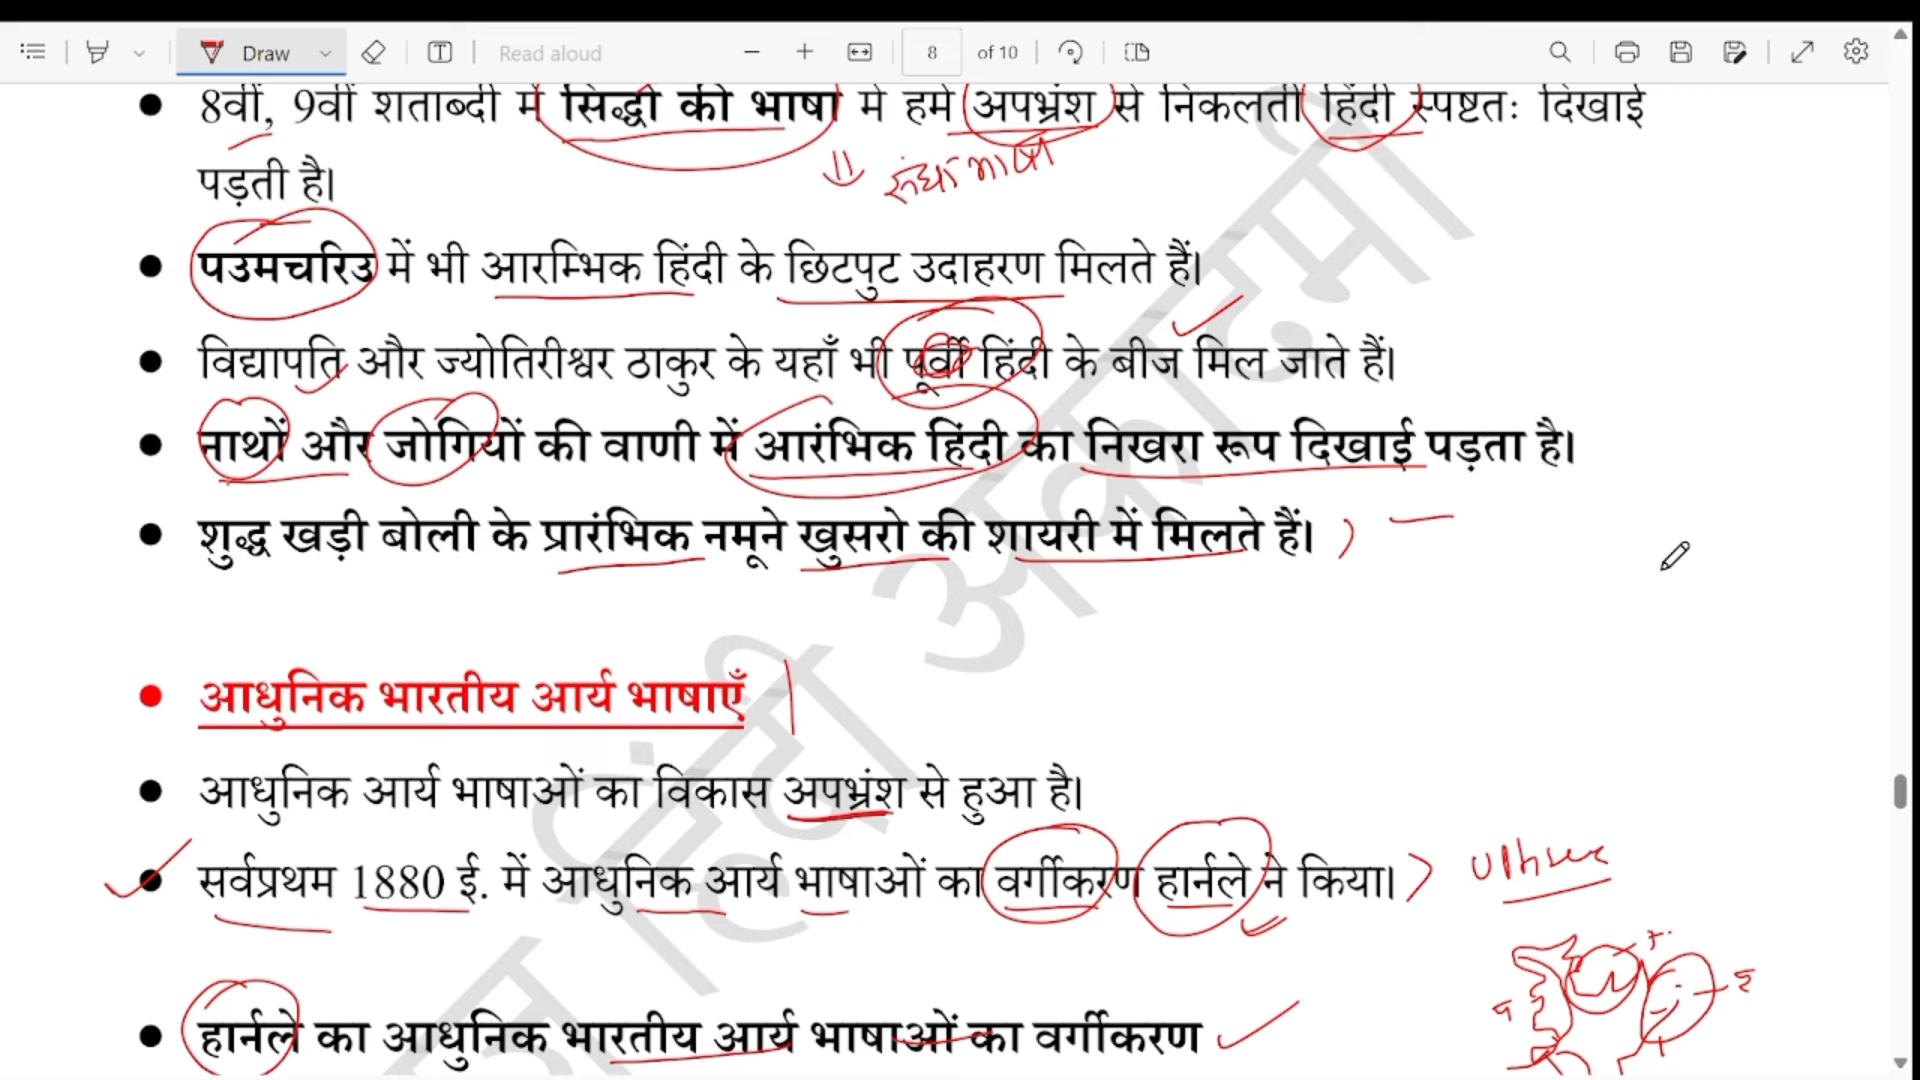 Draw
Read aloud
8 of 10
8वीं, 9वीं शताब्दी में सिद्धों की भाषा में हमें अपभ्रंश से निकलती हिंदी स्पष्टतः दिखाई
पड़ती है।
संधा भाषा
पउमचरिउ में भी आरम्भिक हिंदी के छिटपुट उदाहरण मिलते हैं।
विद्यापति और ज्योतिरीश्वर ठाकुर के यहाँ भी पूर्वी हिंदी के बीज मिल जाते हैं।
नाथों और जोगियों की वाणी में आरंभिक हिंदी का निखरा रूप दिखाई पड़ता है।
शुद्ध खड़ी बोली के प्रारंभिक नमूने खुसरो की शायरी में मिलते हैं।
आधुनिक भारतीय आर्य भाषाएँ
आधुनिक आर्य भाषाओं का विकास अपभ्रंश से हुआ है।
सर्वप्रथम 1880 ई. में आधुनिक आर्य भाषाओं का वर्गीकरण हार्नले ने किया।
हार्नले का आधुनिक भारतीय आर्य भाषाओं का वर्गीकरण
हिंदी अकादमी